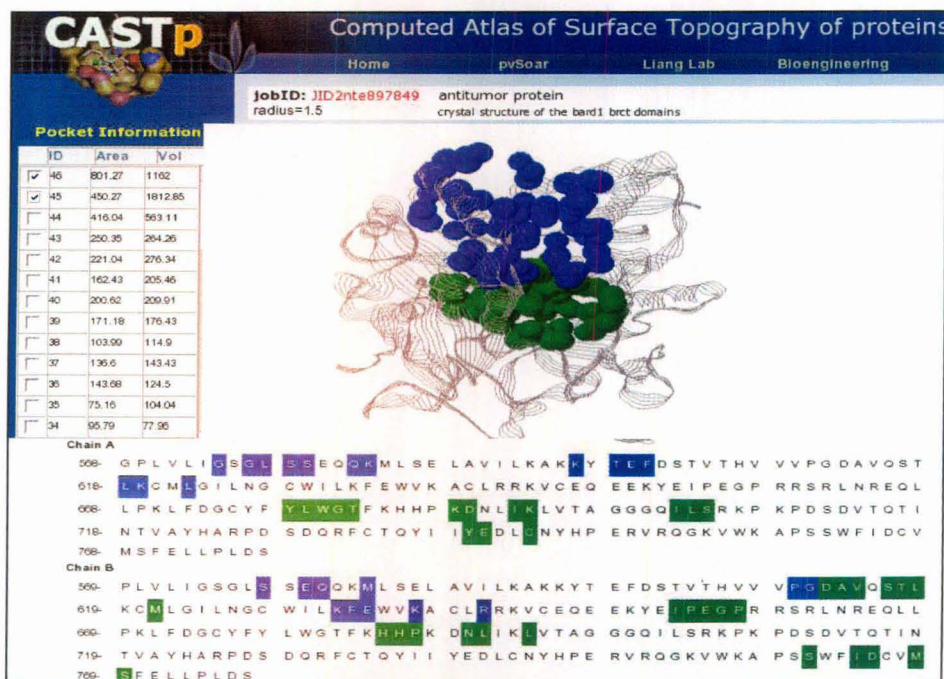 CASTp
Computed Atlas of Surface Topography of proteins
Home pvSoar Liang Lab Bioengineering
jobID: JID2nte897849 antitumor protein
radius=1.5 crystal structure of the bard1 brct domains
Pocket Information
ID Area Vol
46 801.27 1162
45 450.27 1812.85
44 416.04 563.11
43 250.35 264.26
42 221.04 276.34
41 162.43 205.46
40 200.62 209.91
39 171.18 176.43
38 103.99 114.9
37 136.6 143.43
36 143.68 124.5
35 75.16 104.04
34 95.79 77.96
Chain A
568- G P L V L I G S G L S S E Q Q K M L S E L A V I L K A K K Y T E F D S T V T H V V V P G D A V Q S T
618- L K C M L G I L N G C W I L K F E W V K A C L R R K V C E Q E E K Y E I P E G P R R S R L N R E Q L
668- L P K L F D G C Y F Y L W G T F K H H P K D N L I K L V T A G G G Q I L S R K P K P D S D V T Q T I
718- N T V A Y H A R P D S D Q R F C T Q Y I I Y E D L C N Y H P E R V R Q G K V W K A P S S W F I D C V
768- M S F E L L P L D S
Chain B
569- P L V L I G S G L S S E Q Q K M L S E L A V I L K A K K Y T E F D S T V T H V V V P G D A V Q S T L
619- K C M L G I L N G C W I L K F E W V K A C L R R K V C E Q E E K Y E I P E G P R R S R L N R E Q L L
669- P K L F D G C Y F Y L W G T F K H H P K D N L I K L V T A G G G Q I L S R K P K P D S D V T Q T I N
719- T V A Y H A R P D S D Q R F C T Q Y I I Y E D L C N Y H P E R V R Q G K V W K A P S S W F I D C V M
769- S F E L L P L D S